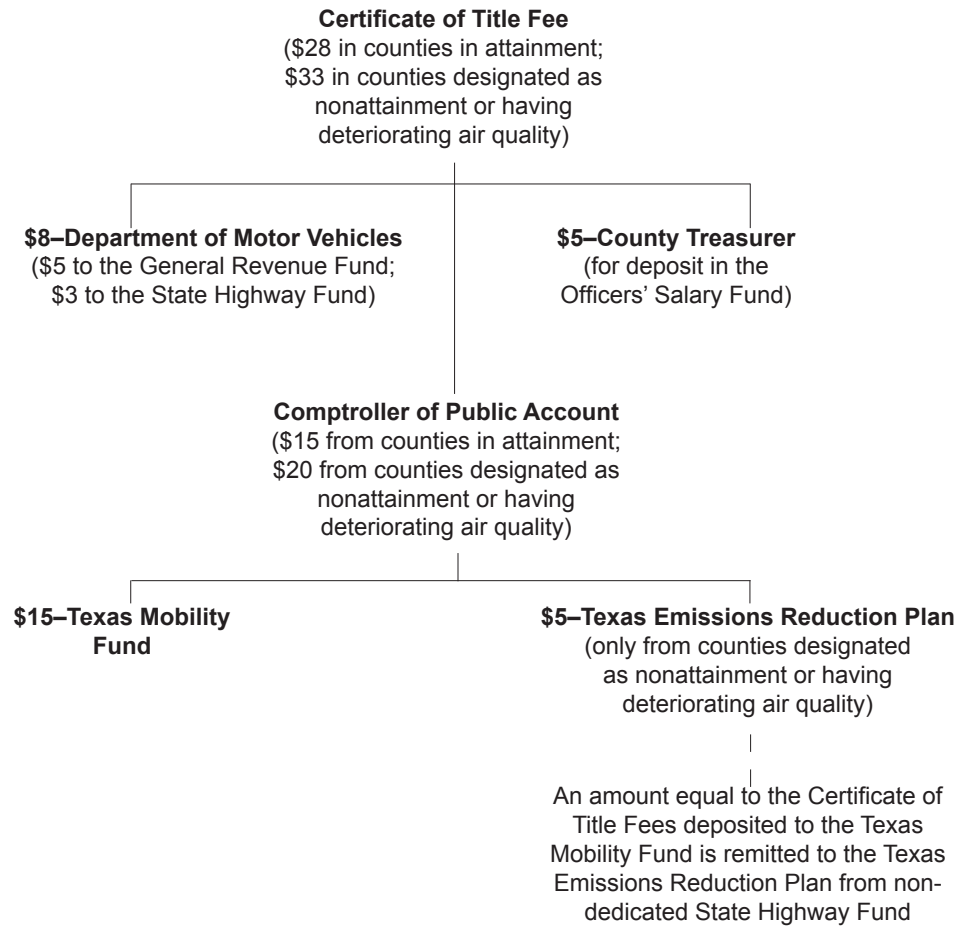 Certificate of Title Fee
($28 in counties in attainment;
$33 in counties designated as
nonattainment or having
deteriorating air quality)
$8–Department of Motor Vehicles
($5 to the General Revenue Fund;
$3 to the State Highway Fund)
$5–County Treasurer
(for deposit in the
Officers’ Salary Fund)
Comptroller of Public Account
($15 from counties in attainment;
$20 from counties designated as
nonattainment or having
deteriorating air quality)
$15–Texas Mobility
Fund
$5–Texas Emissions Reduction Plan
(only from counties designated
as nonattainment or having
deteriorating air quality)
An amount equal to the Certificate of
Title Fees deposited to the Texas
Mobility Fund is remitted to the Texas
Emissions Reduction Plan from non-
dedicated State Highway Fund